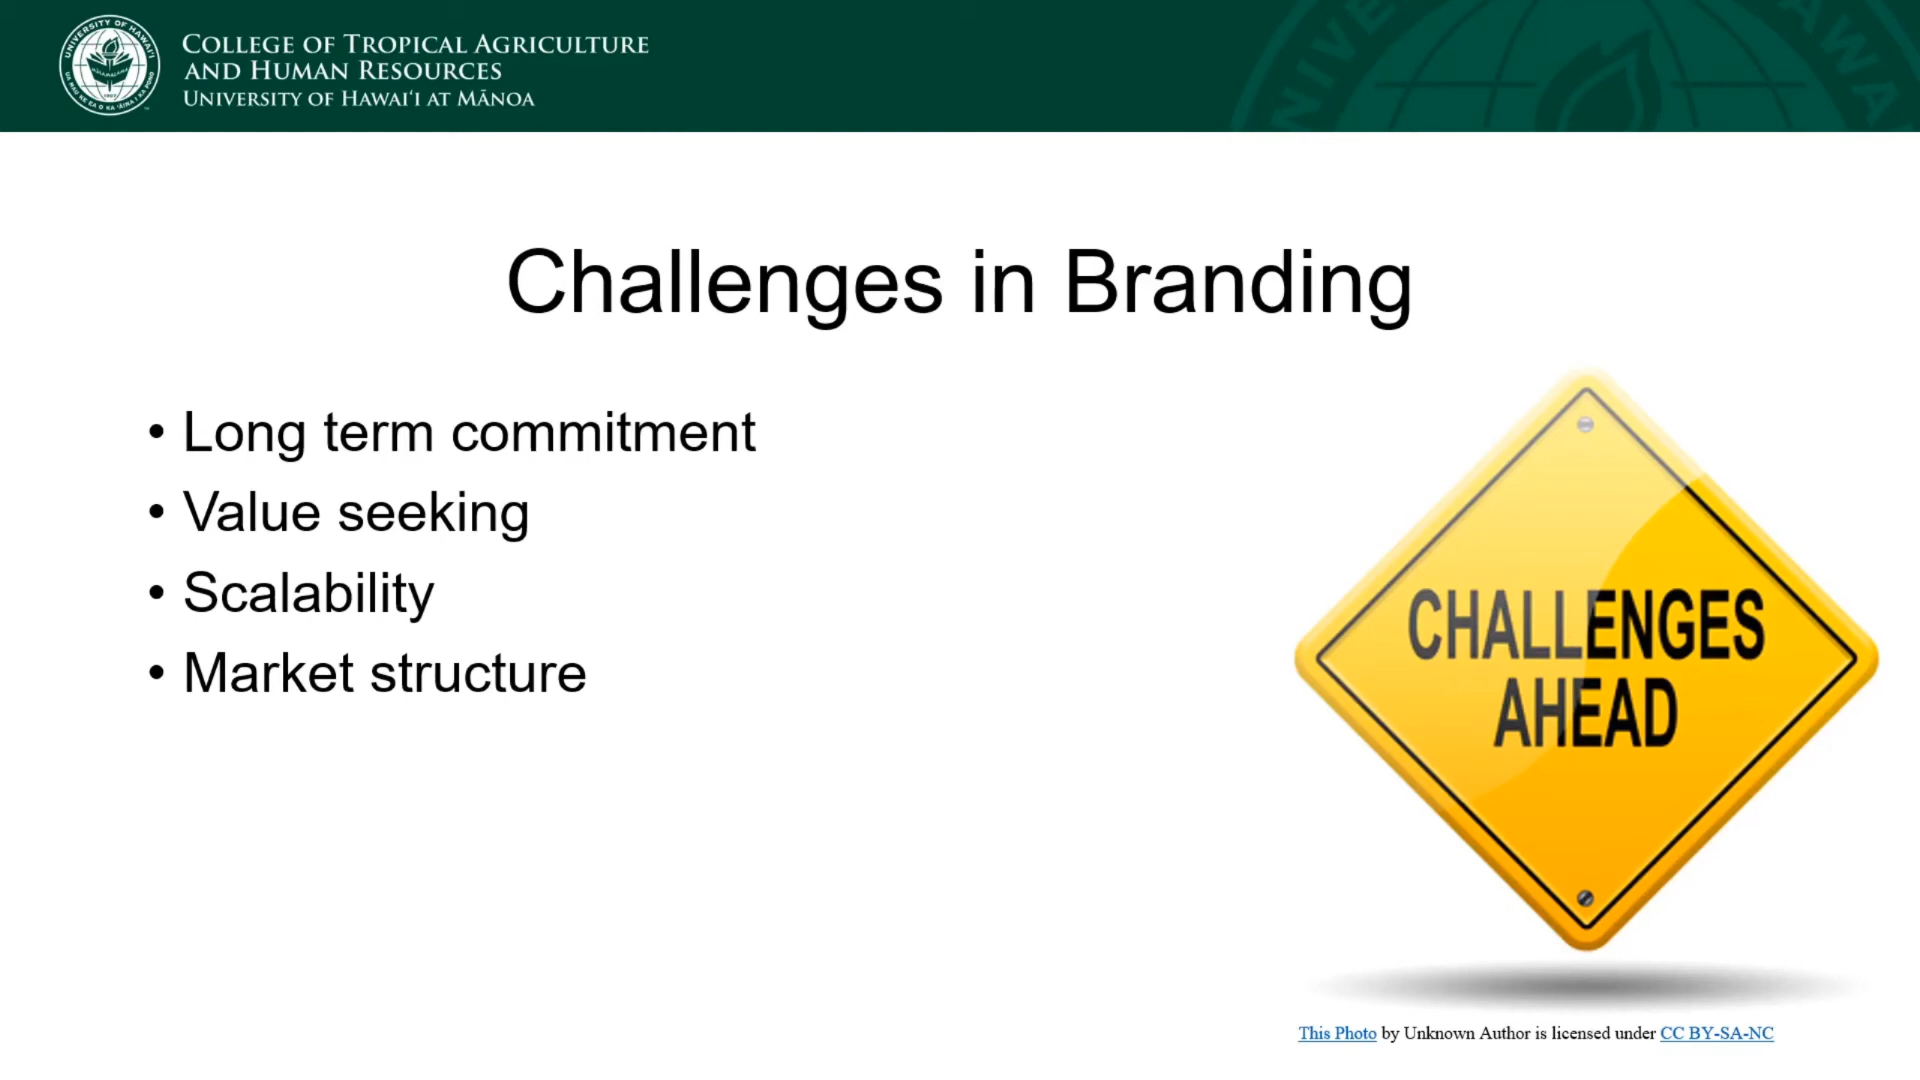 COLLEGE OF TROPICAL AGRICULTURE
AND HUMAN RESOURCES
UNIVERSITY OF HAWAIʻI AT MĀNOA
Challenges in Branding
• Long term commitment
• Value seeking
• Scalability
• Market structure
CHALLENGES
AHEAD
This Photo by Unknown Author is licensed under CC BY-SA-NC